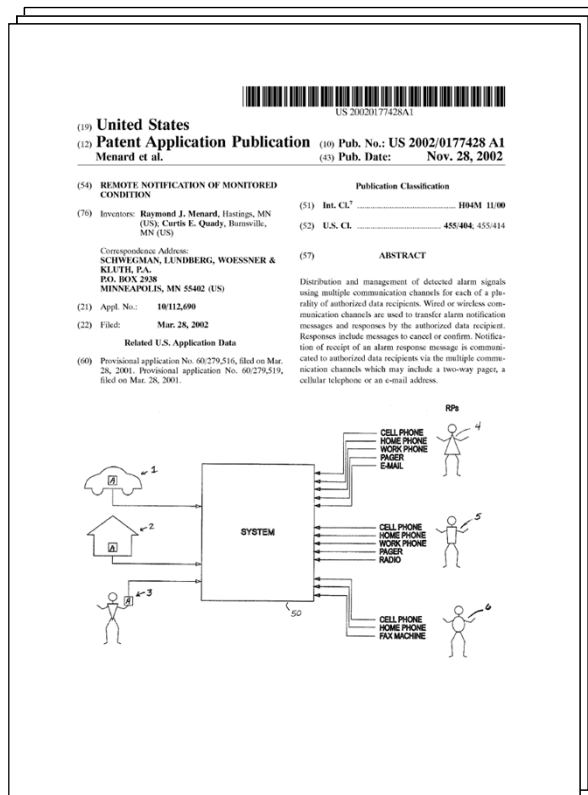 US 20020177428A1
(19) United States
(12) Patent Application Publication (10) Pub. No.: US 2002/0177428 A1
Menard et al. (43) Pub. Date: Nov. 28, 2002
(54) REMOTE NOTIFICATION OF MONITORED
CONDITION
(76) Inventors: Raymond J. Menard, Hastings, MN
(US); Curtis E. Quady, Burnsville,
MN (US)
Correspondence Address:
SCHWEGMAN, LUNDBERG, WOESSNER &
KLUTH, P.A.
P.O. BOX 2938
MINNEAPOLIS, MN 55402 (US)
(21) Appl. No.: 10/112,690
(22) Filed: Mar. 28, 2002
Related U.S. Application Data
(60) Provisional application No. 60/279,516, filed on Mar.
28, 2001. Provisional application No. 60/279,519,
filed on Mar. 28, 2001.
Publication Classification
(51) Int. Cl.7 ........................................ H04M 11/00
(52) U.S. Cl. ................................ 455/404; 455/414
(57) ABSTRACT
Distribution and management of detected alarm signals
using multiple communication channels for each of a plu-
rality of authorized data recipients. Wired or wireless com-
munication channels are used to transfer alarm notification
messages and responses by the authorized data recipient.
Responses include messages to cancel or confirm. Notifica-
tion of receipt of an alarm response message is communi-
cated to authorized data recipients via the multiple commu-
nication channels which may include a two-way pager, a
cellular telephone or an e-mail address.
RPs
CELL PHONE
HOME PHONE
WORK PHONE
PAGER
E-MAIL
4
A
1
A
2
A
3
SYSTEM
50
CELL PHONE
HOME PHONE
WORK PHONE
PAGER
RADIO
5
CELL PHONE
HOME PHONE
FAX MACHINE
6